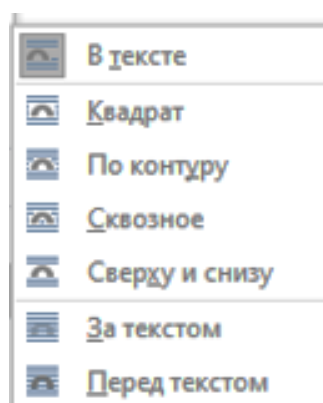 В тексте
Квадрат
По контуру
Сквозное
Сверху и снизу
За текстом
Перед текстом